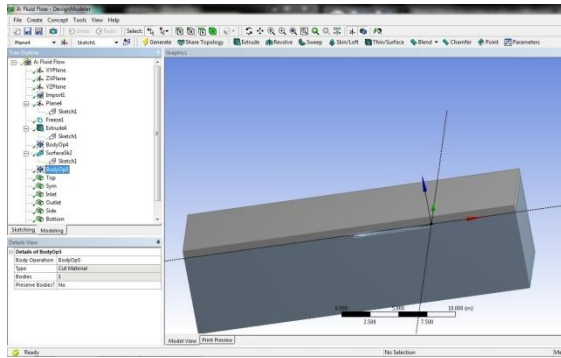 A: Fluid Flow - DesignModeler
File Create Concept Tools View Help
Undo Redo Select:
Plane4 Sketch1 Generate Share Topology Extrude Revolve Sweep Skin/Loft Thin/Surface Blend Chamfer Point Parameters
Tree Outline
Graphics
A: Fluid Flow
XYPlane
ZXPlane
YZPlane
Import1
Plane4
Sketch1
Freeze1
Extrude4
Sketch1
BodyOp4
SurfaceSk2
Sketch1
BodyOp5
Top
Sym
Inlet
Outlet
Side
Bottom
Sketching Modeling
Details View
Details of BodyOp5
Body Operation BodyOp5
Type Cut Material
Bodies 1
Preserve Bodies? No
0.000 5.000 10.000 (m)
2.500 7.500
Model View Print Preview
Ready No Selection